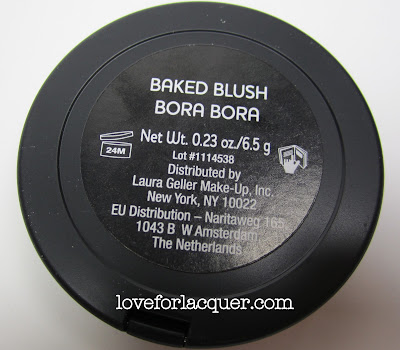 BAKED BLUSH
BORA BORA
Net Wt. 0.23 oz./6.5 g
24M
Lot #1114538
Distributed by
Laura Geller Make-Up, Inc.
New York, NY 10022
EU Distribution – Naritaweg 165
1043 B W Amsterdam
The Netherlands
loveforlacquer.com